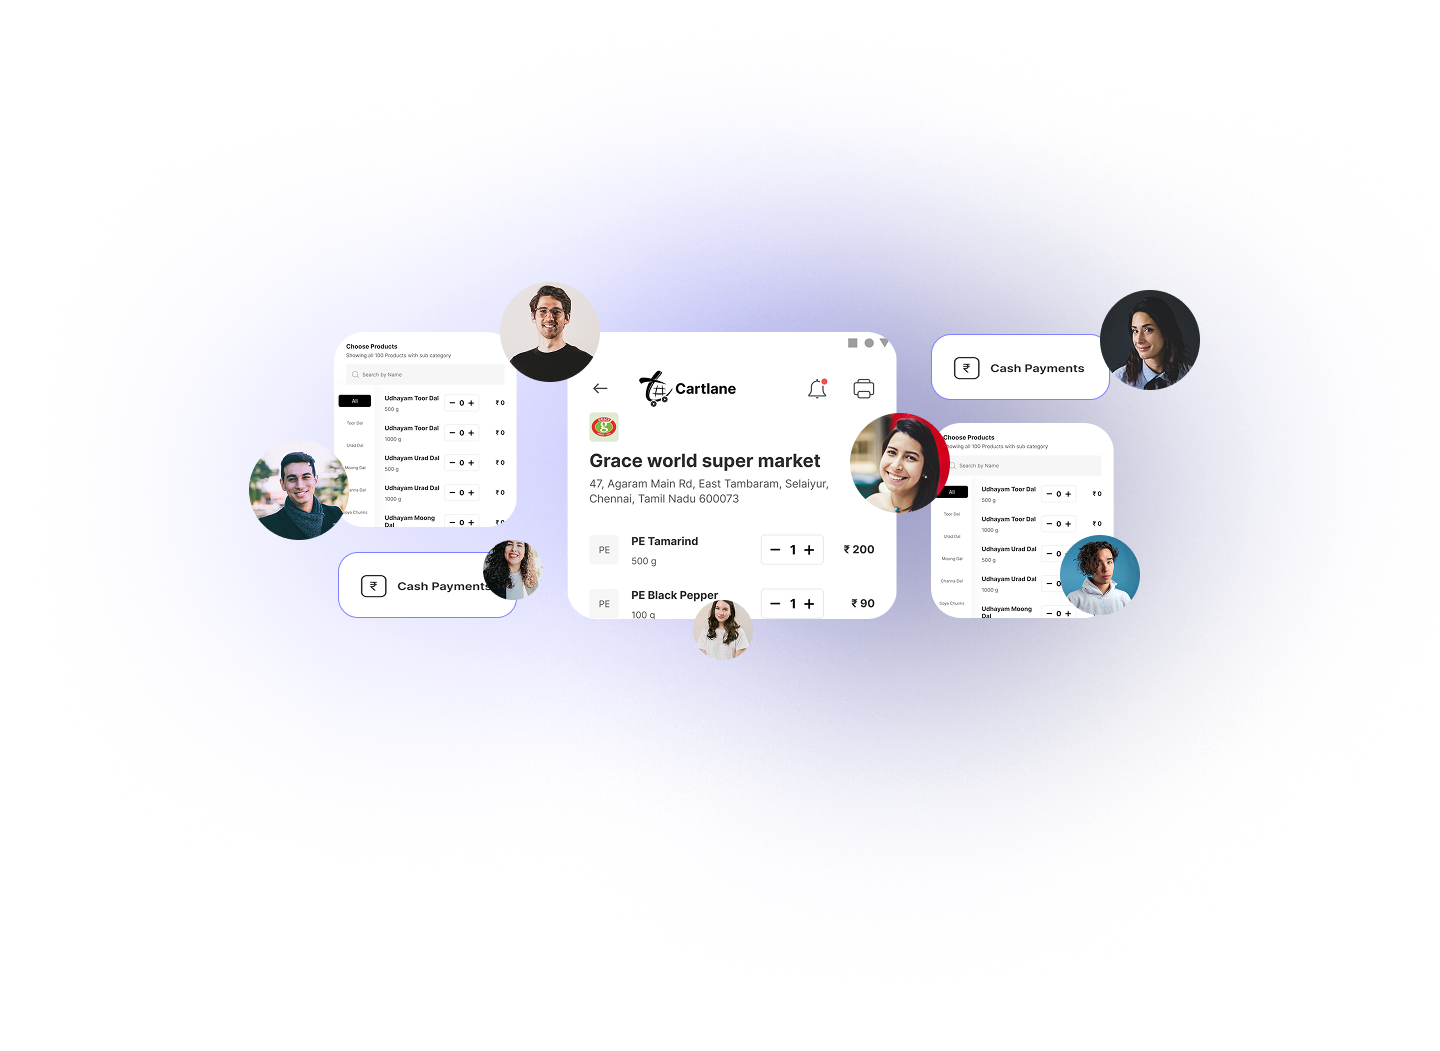 Choose Products
Showing all 100 Products with sub category
Search by Name
All
Udhayam Toor Dal
500 g
0
₹ 0
Toor Dal
Udhayam Toor Dal
1000 g
0
₹ 0
Urad Dal
Udhayam Urad Dal
500 g
0
₹ 0
Moong Dal
Udhayam Urad Dal
1000 g
0
₹ 0
Soya Chunks
Udhayam Moong
Dal
0
₹ 0
₹
Cash Payments
Cartlane
GRACE
g
Grace world super market
47, Agaram Main Rd, East Tambaram, Selaiyur,
Chennai, Tamil Nadu 600073
PE
PE Tamarind
500 g
1
₹ 200
PE
PE Black Pepper
100 g
1
₹ 90
₹
Cash Payments
Choose Products
Showing all 100 Products with sub category
Search by Name
All
Udhayam Toor Dal
500 g
0
₹ 0
Toor Dal
Udhayam Toor Dal
1000 g
0
₹ 0
Urad Dal
Udhayam Urad Dal
500 g
0
Moong Dal
Udhayam Urad Dal
1000 g
0
Channa Dal
Soya Chunks
Udhayam Moong
Dal
0